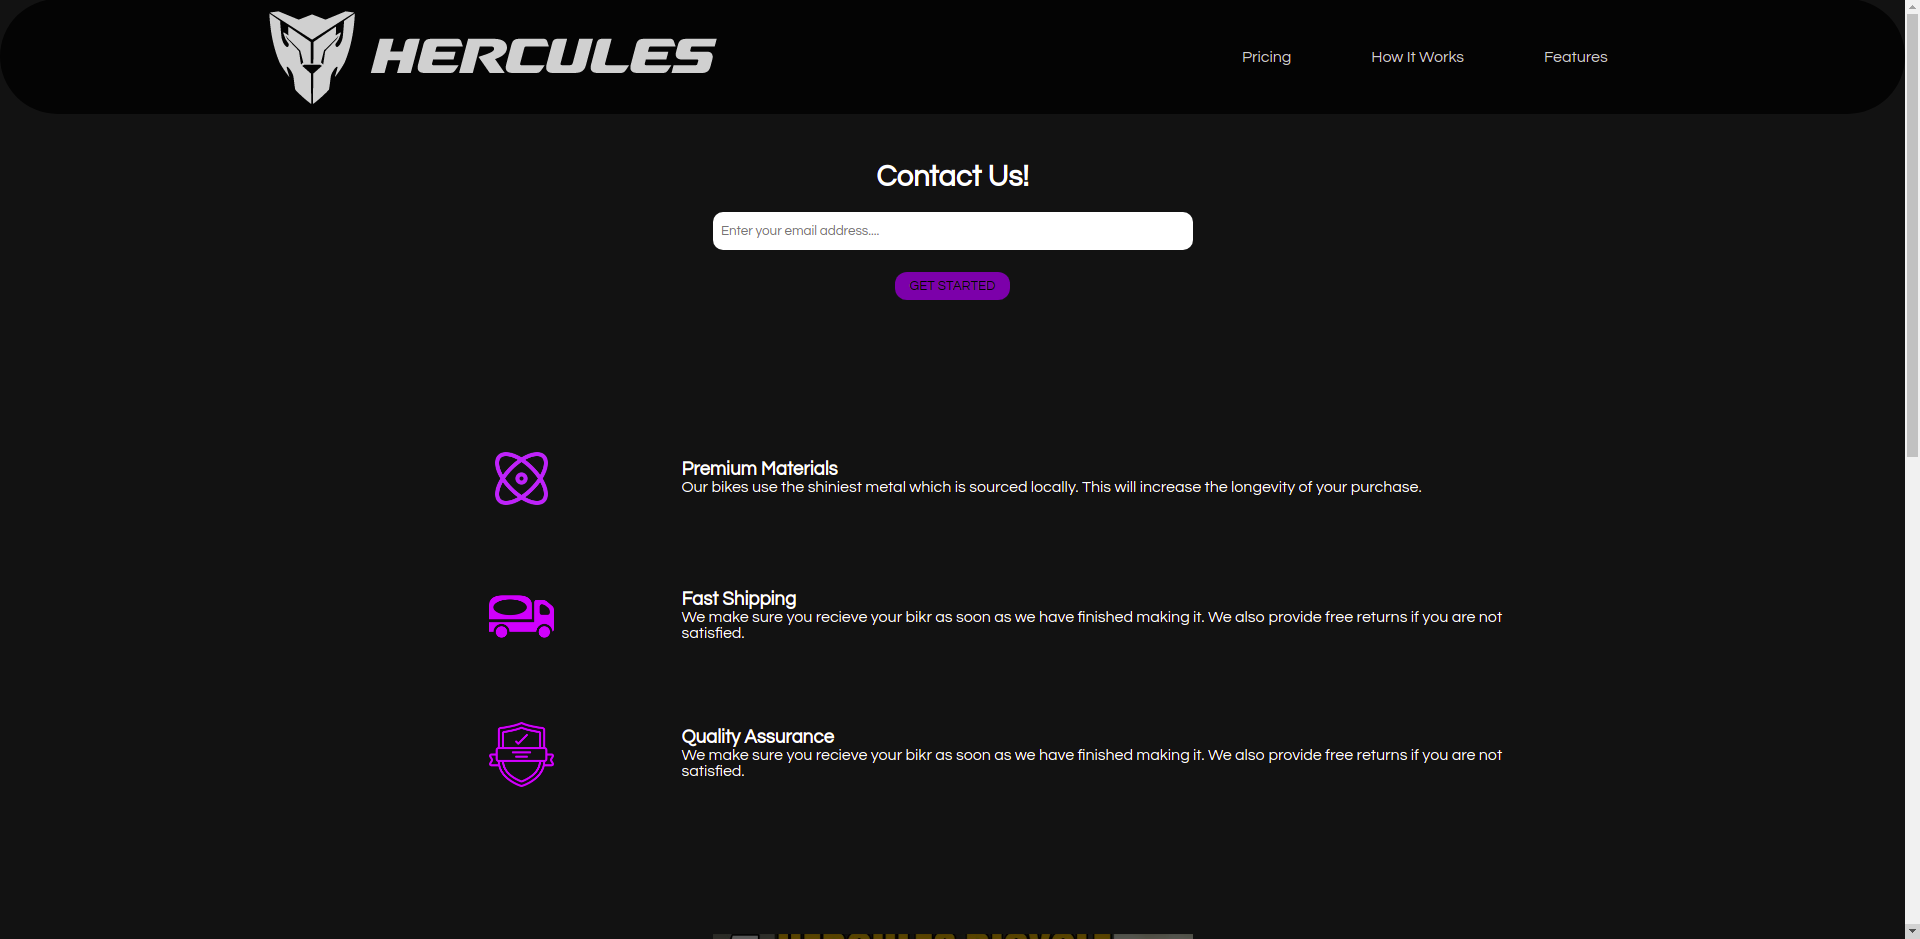 HERCULES
Pricing
How It Works
Features
Contact Us!
Enter your email address....
GET STARTED
Premium Materials
Our bikes use the shiniest metal which is sourced locally. This will increase the longevity of your purchase.
Fast Shipping
We make sure you recieve your bikr as soon as we have finished making it. We also provide free returns if you are not
satisfied.
Quality Assurance
We make sure you recieve your bikr as soon as we have finished making it. We also provide free returns if you are not
satisfied.